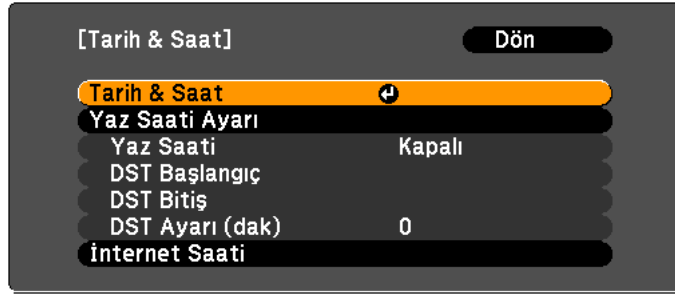 [Tarih & Saat] Dön
Tarih & Saat
Yaz Saati Ayarı
Yaz Saati Kapalı
DST Başlangıç
DST Bitiş
DST Ayarı (dak) 0
İnternet Saati